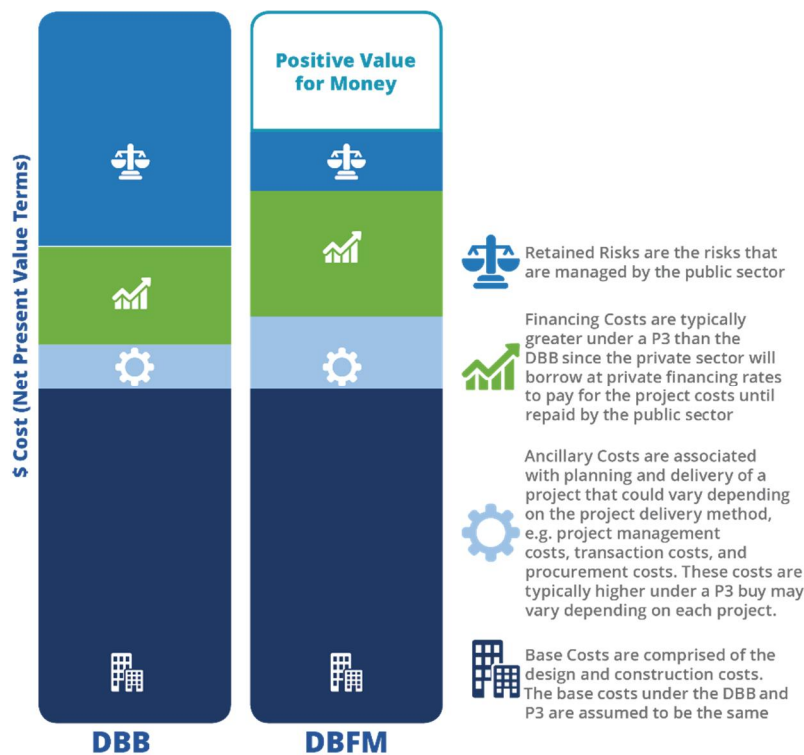 Positive Value
for Money
$ Cost (Net Present Value Terms)
DBB
DBFM
Retained Risks are the risks that
are managed by the public sector
Financing Costs are typically
greater under a P3 than the
DBB since the private sector will
borrow at private financing rates
to pay for the project costs until
repaid by the public sector
Ancillary Costs are associated
with planning and delivery of a
project that could vary depending
on the project delivery method,
e.g. project management
costs, transaction costs, and
procurement costs. These costs are
typically higher under a P3 buy may
vary depending on each project.
Base Costs are comprised of the
design and construction costs.
The base costs under the DBB and
P3 are assumed to be the same